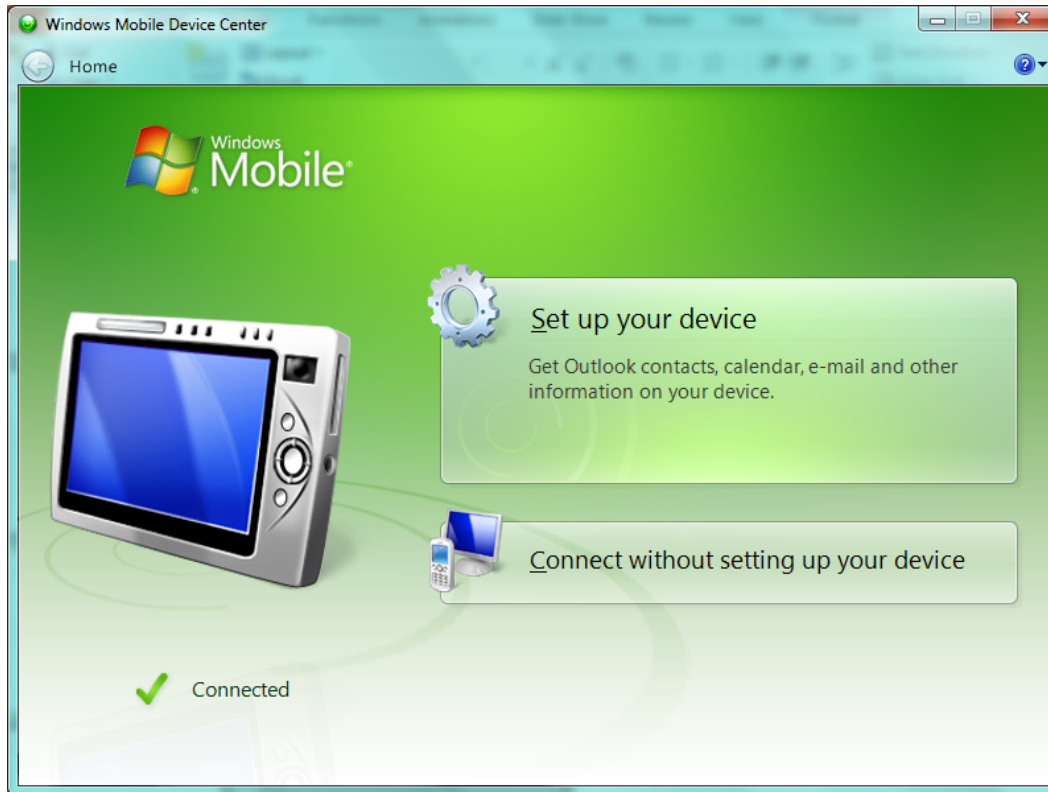 Windows Mobile Device Center
Home
Windows
Mobile®
Set up your device
Get Outlook contacts, calendar, e-mail and other
information on your device.
Connect without setting up your device
Connected